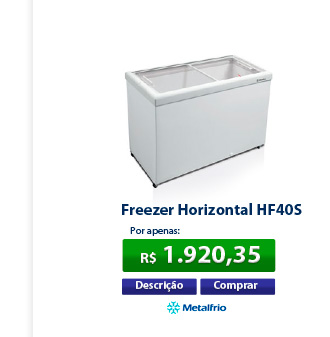 Freezer Horizontal HF40S
Por apenas:
R$ 1.920,35
Descrição Comprar
Metalfrio